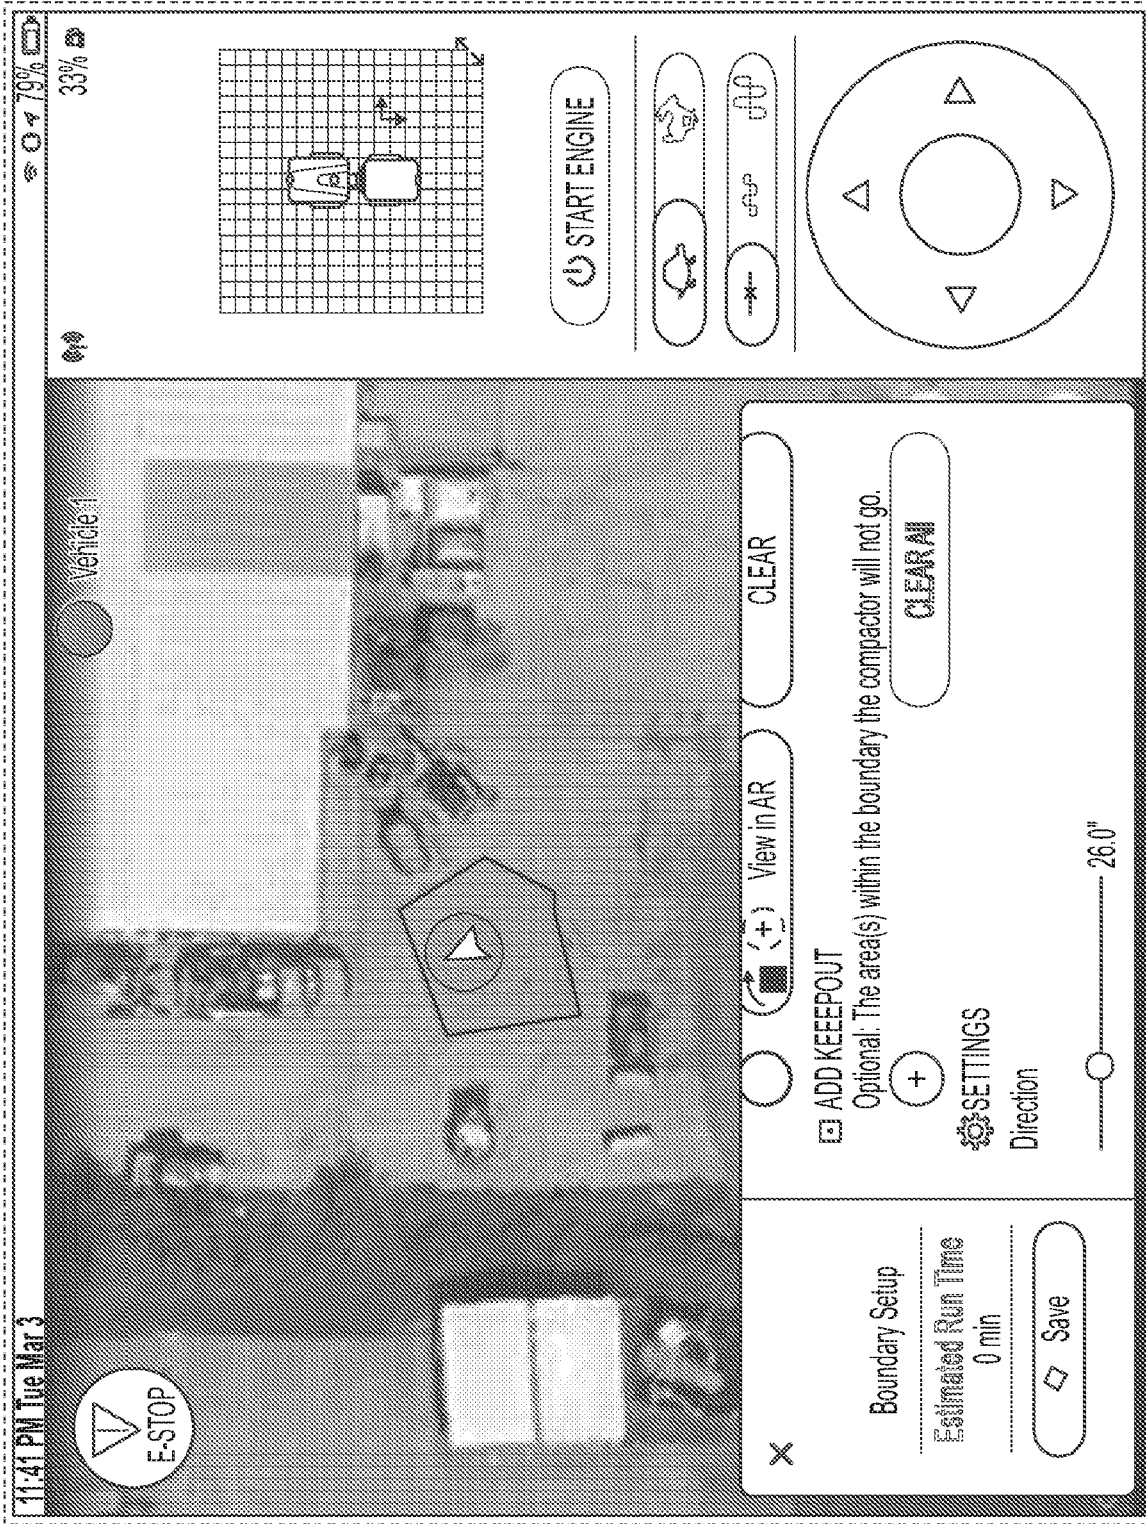 11:41 PM Tue Mar 3
79%
33%
E-STOP
Vehicle 1
START ENGINE
Boundary Setup
Estimated Run Time
0 min
Save
View in AR
CLEAR
ADD KEEEPOUT
Optional: The area(s) within the boundary the compactor will not go.
+
CLEAR All
SETTINGS
Direction
26.0"